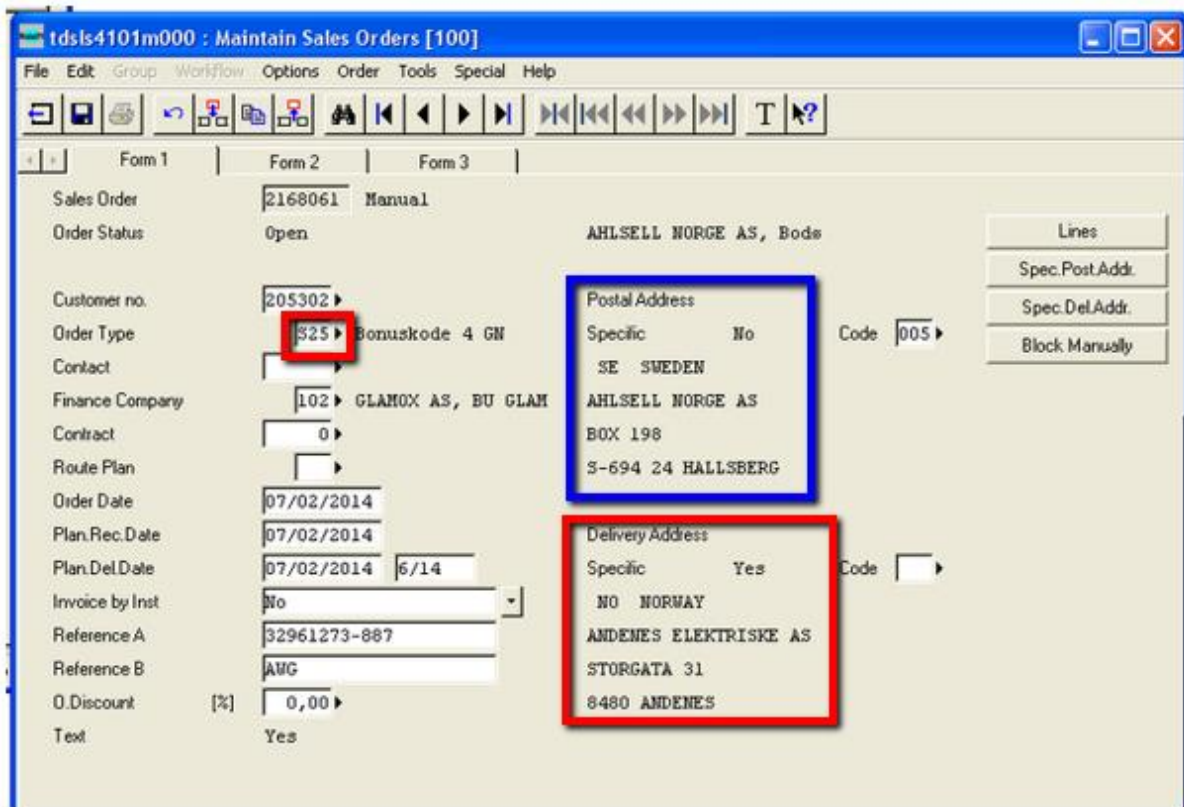 tdsls4101m000 : Maintain Sales Orders [100]
File Edit Group Workflow Options Order Tools Special Help
T ?
Form 1 Form 2 Form 3
Sales Order 2168061 Manual
Order Status Open AHLSELL NORGE AS, Bodø
Lines
Spec.Post.Addr.
Customer no. 205302 Postal Address
Spec.Del.Addr.
Order Type S25 Bonuskode 4 GN Specific No Code 005
Block Manually
Contact SE SWEDEN
Finance Company 102 GLAMOX AS, BU GLAM AHLSELL NORGE AS
Contract 0 BOX 198
Route Plan S-694 24 HALLSBERG
Order Date 07/02/2014
Plan.Rec.Date 07/02/2014 Delivery Address
Plan.Del.Date 07/02/2014 6/14 Specific Yes Code
Invoice by Inst No NO NORWAY
Reference A 32961273-887 ANDENES ELEKTRISKE AS
Reference B AWG STORGATA 31
O.Discount [%] 0,00 8480 ANDENES
Text Yes